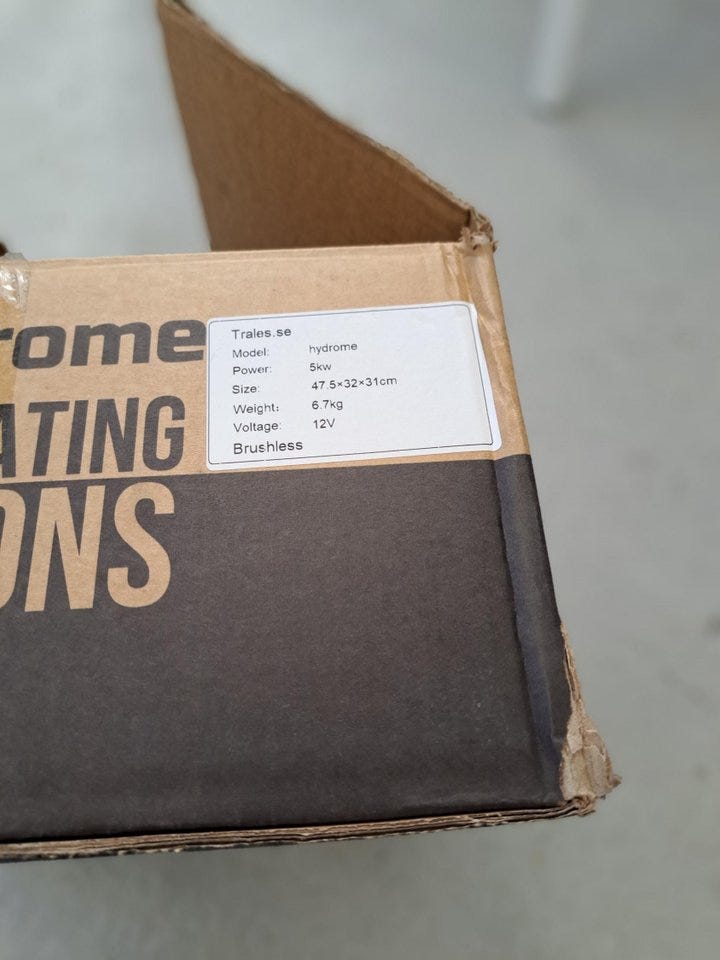 rome
ATING
ONS
Trales.se
Model: hydrome
Power: 5kw
Size: 47.5×32×31cm
Weight: 6.7kg
Voltage: 12V
Brushless